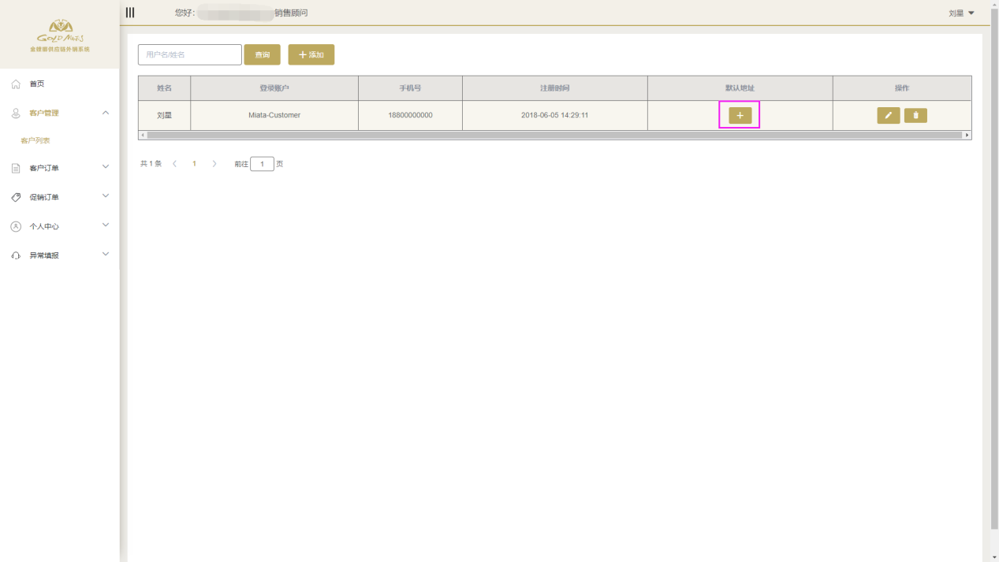 GOLD MANS
金螳螂供应链外销系统
您好：
销售顾问
刘星
首页
客户管理
客户列表
客户订单
促销订单
个人中心
异常填报
用户名/姓名
查询
添加
姓名 登录账户 手机号 注册时间 默认地址 操作
刘星 Miata-Customer 18800000000 2018-06-05 14:29:11
共 1 条 1 前往 1 页